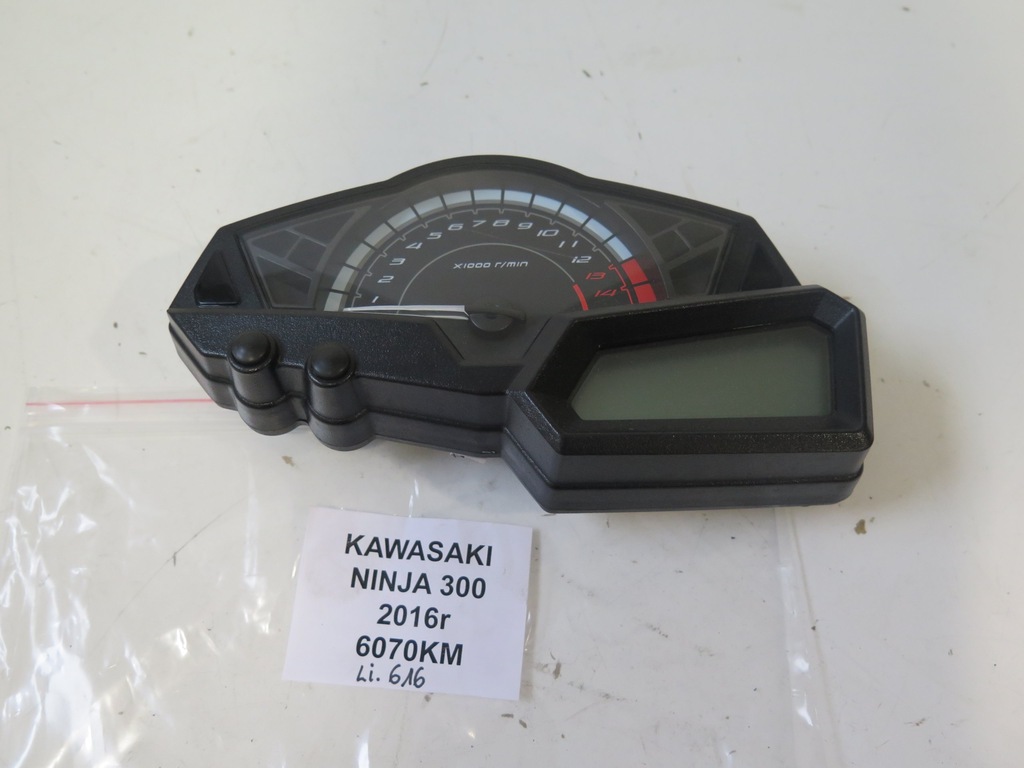 1 2 3 4 5 6 7 8 9 10 11 12 13 14
X1000 r/min
KAWASAKI
NINJA 300
2016r
6070KM
Li. 616